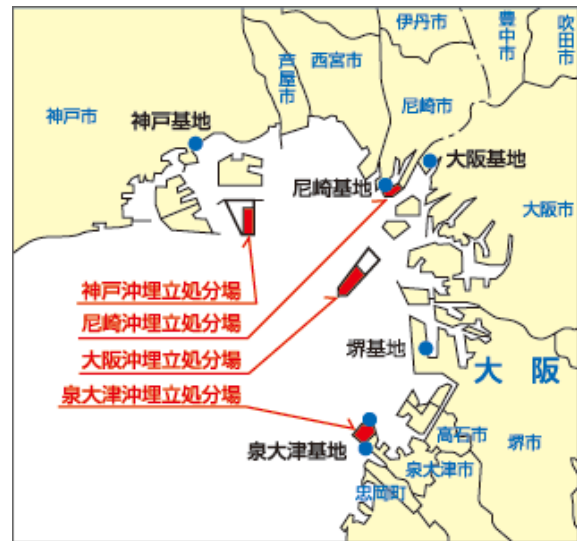 伊丹市
豊中市
吹田市
西宮市
芦屋市
尼崎市
神戸市
神戸基地
大阪基地
尼崎基地
大阪市
神戸沖埋立処分場
尼崎沖埋立処分場
大阪沖埋立処分場
泉大津沖埋立処分場
堺基地
大 阪
高石市
堺市
泉大津基地
泉大津市
忠岡町